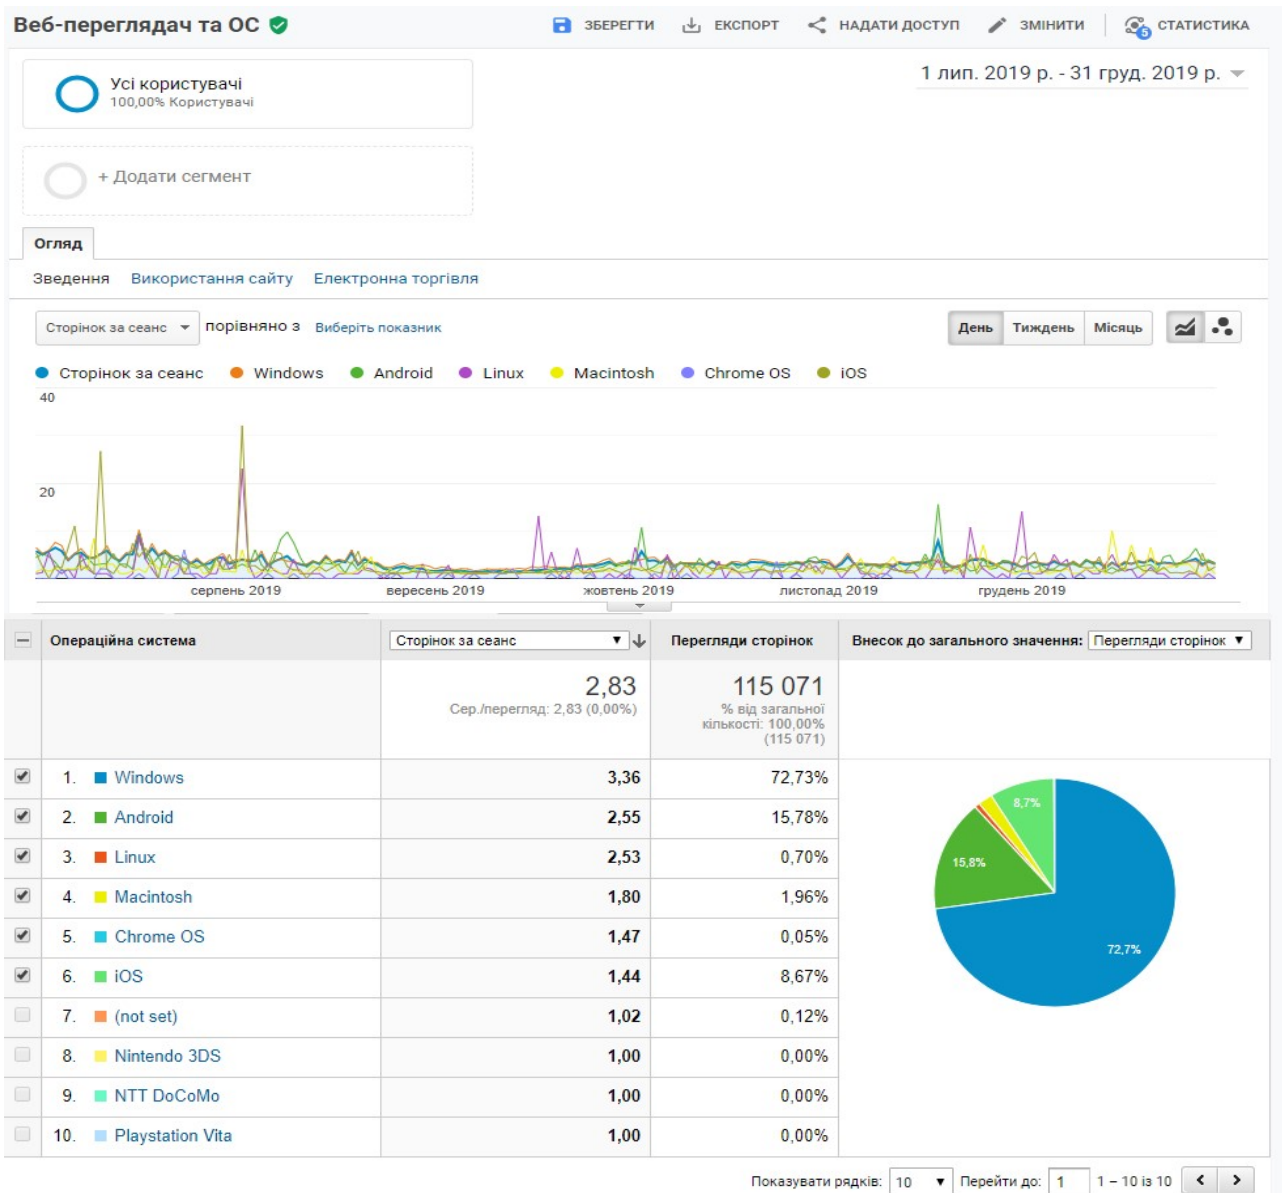 Веб-переглядач та ОС
ЗБЕРЕГТИ ЕКСПОРТ НАДАТИ ДОСТУП ЗМІНИТИ 5 СТАТИСТИКА
Усі користувачі
100,00% Користувачі
1 лип. 2019 р. - 31 груд. 2019 р.
+ Додати сегмент
Огляд
Зведення Використання сайту Електронна торгівля
Сторінок за сеанс порівняно з Виберіть показник День Тиждень Місяць
Сторінок за сеанс Windows Android Linux Macintosh Chrome OS iOS
40
20
серпень 2019 вересень 2019 жовтень 2019 листопад 2019 грудень 2019
Операційна система Сторінок за сеанс Перегляди сторінок Внесок до загального значення: Перегляди сторінок
2,83 115 071
Сер./перегляд: 2,83 (0,00%) % від загальної
кількості: 100,00%
(115 071)
1. Windows 3,36 72,73%
2. Android 2,55 15,78%
3. Linux 2,53 0,70%
4. Macintosh 1,80 1,96%
5. Chrome OS 1,47 0,05%
6. iOS 1,44 8,67%
7. (not set) 1,02 0,12%
8. Nintendo 3DS 1,00 0,00%
9. NTT DoCoMo 1,00 0,00%
10. Playstation Vita 1,00 0,00%
8,7%
15,8%
72,7%
Показувати рядків: 10 Перейти до: 1 1 – 10 із 10